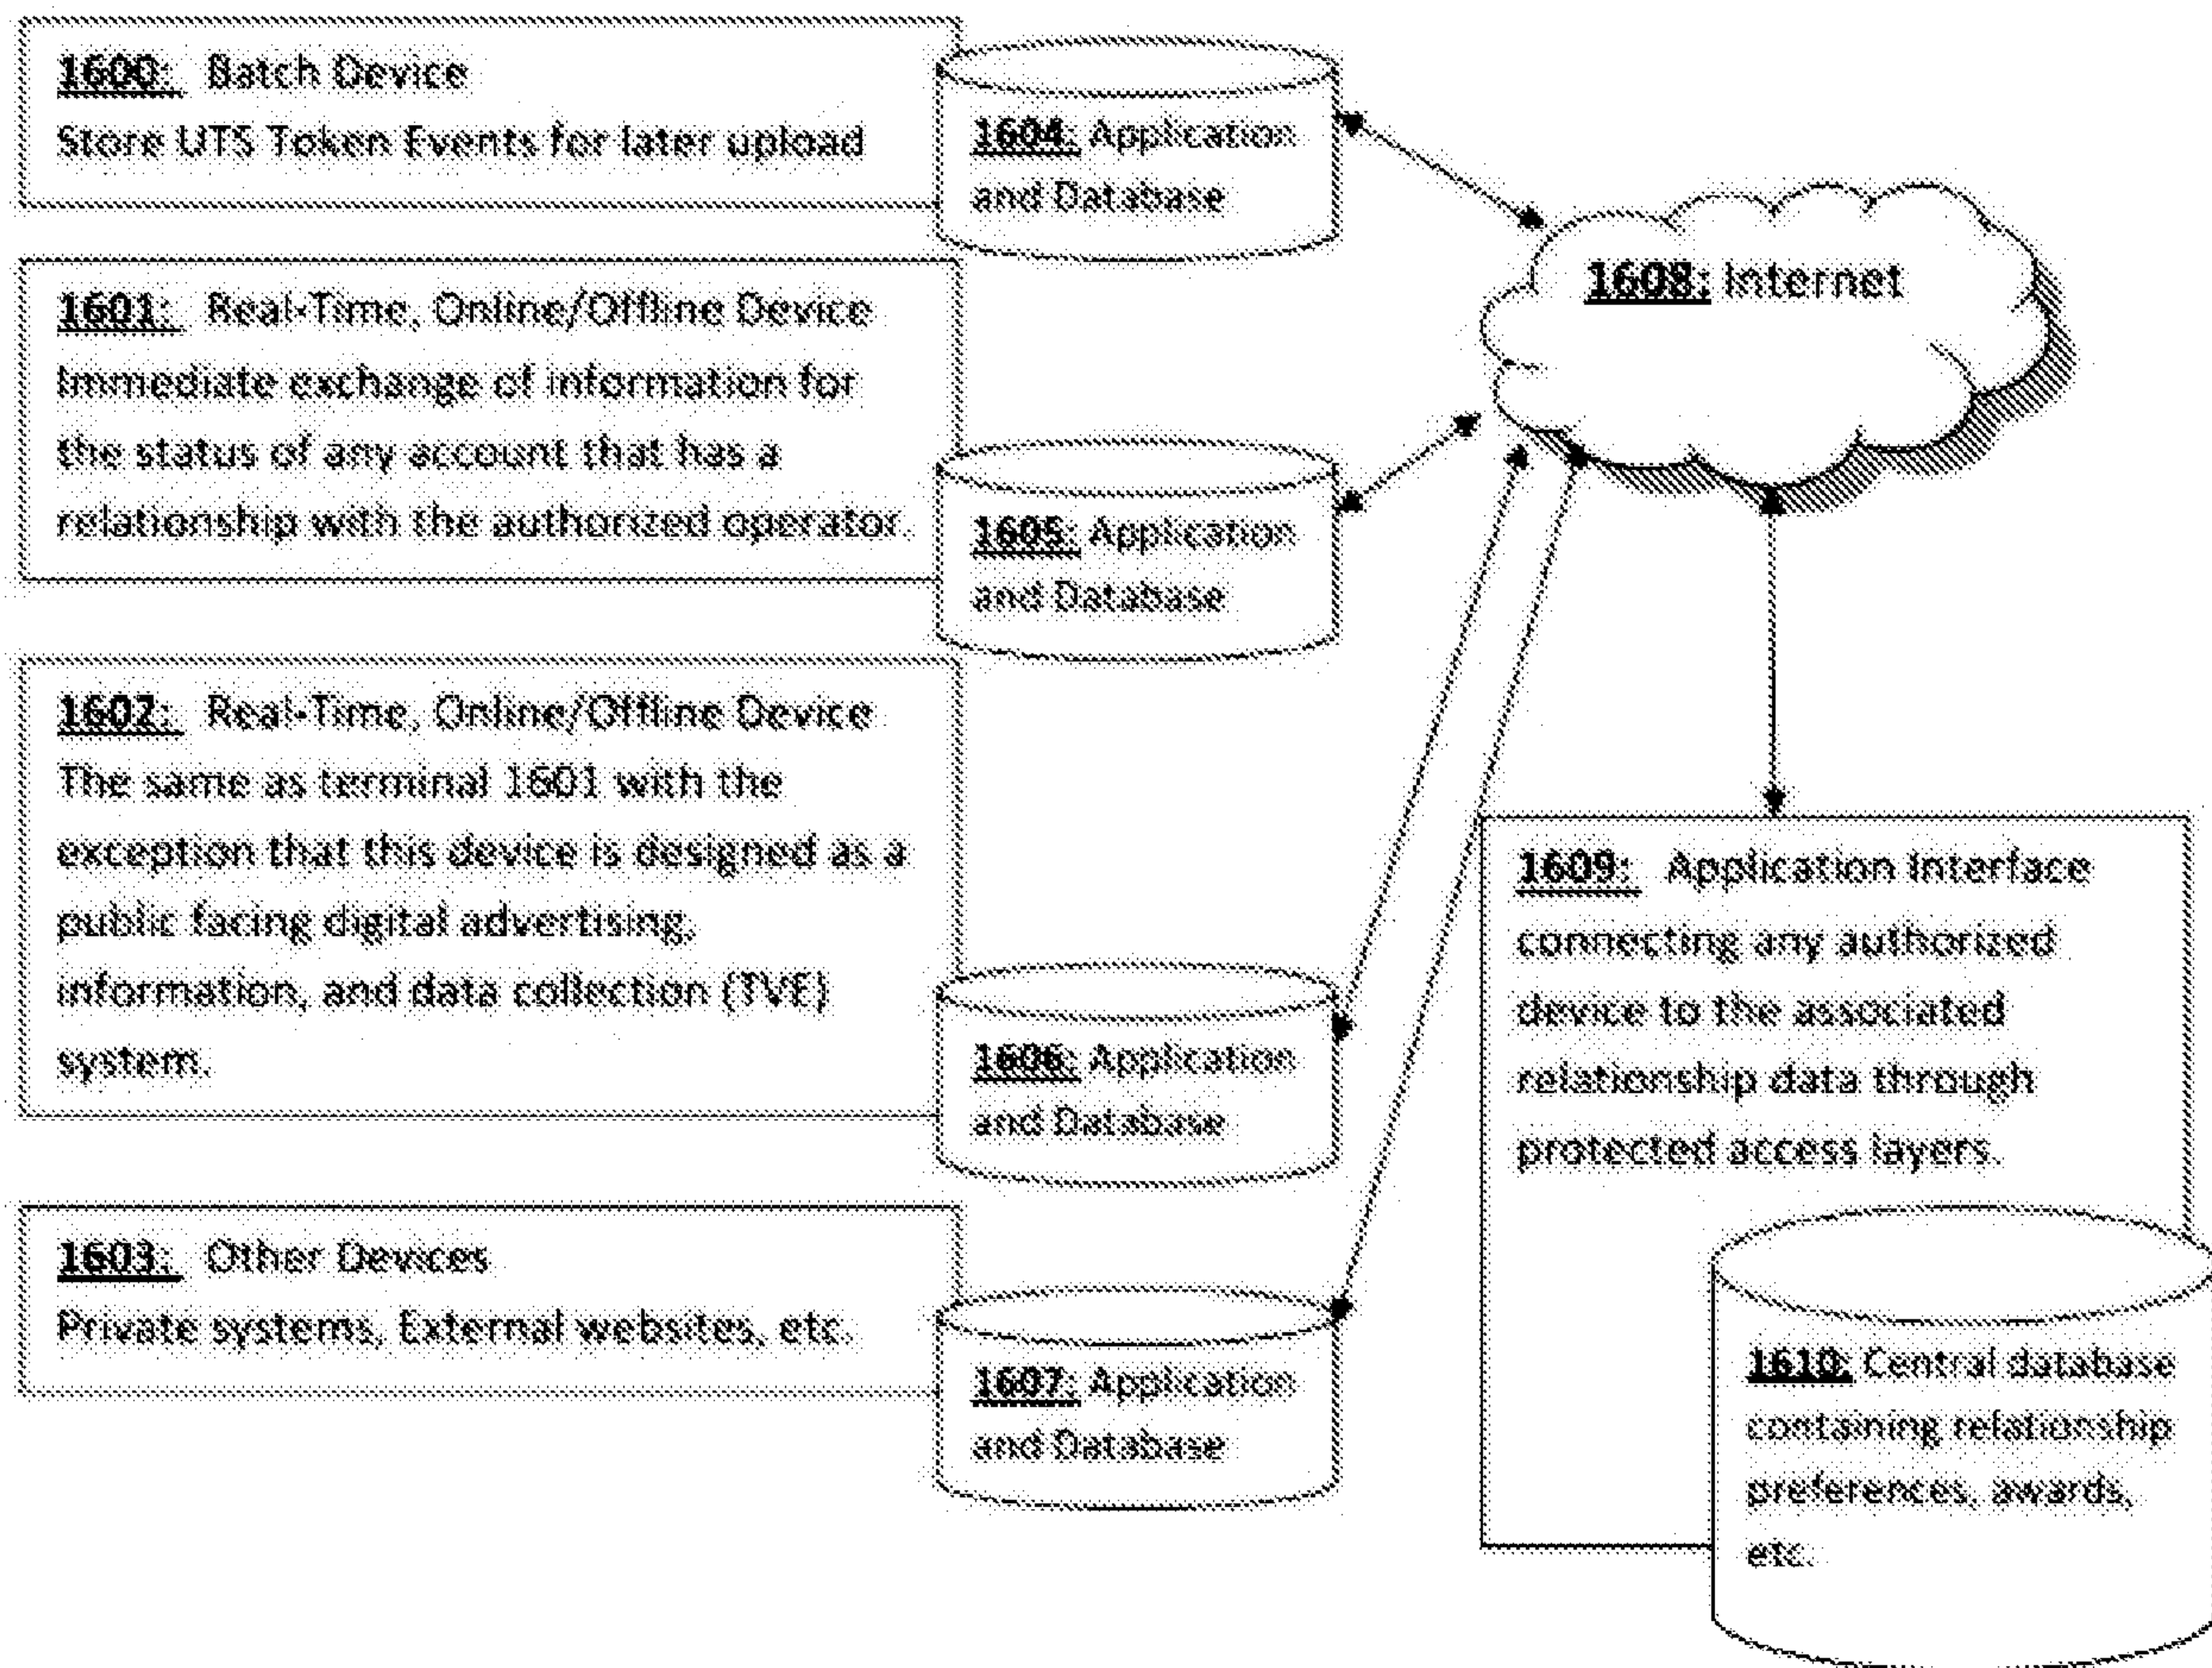 1600: Batch Device
Store UTS Token Events for later upload
1604: Application
and Database
1601: Real-Time, Online/Offline Device
Immediate exchange of information for
the status of any account that has a
relationship with the authorized operator.
1605: Application
and Database
1608: Internet
1602: Real-Time, Online/Offline Device
The same as terminal 1601 with the
exception that this device is designed as a
public facing digital advertising,
information, and data collection (TVE)
system.
1606: Application
and Database
1603: Other Devices
Private systems, External websites, etc.
1607: Application
and Database
1609: Application Interface
connecting any authorized
device to the associated
relationship data through
protected access layers.
1610: Central database
containing relationship
preferences, awards,
etc.